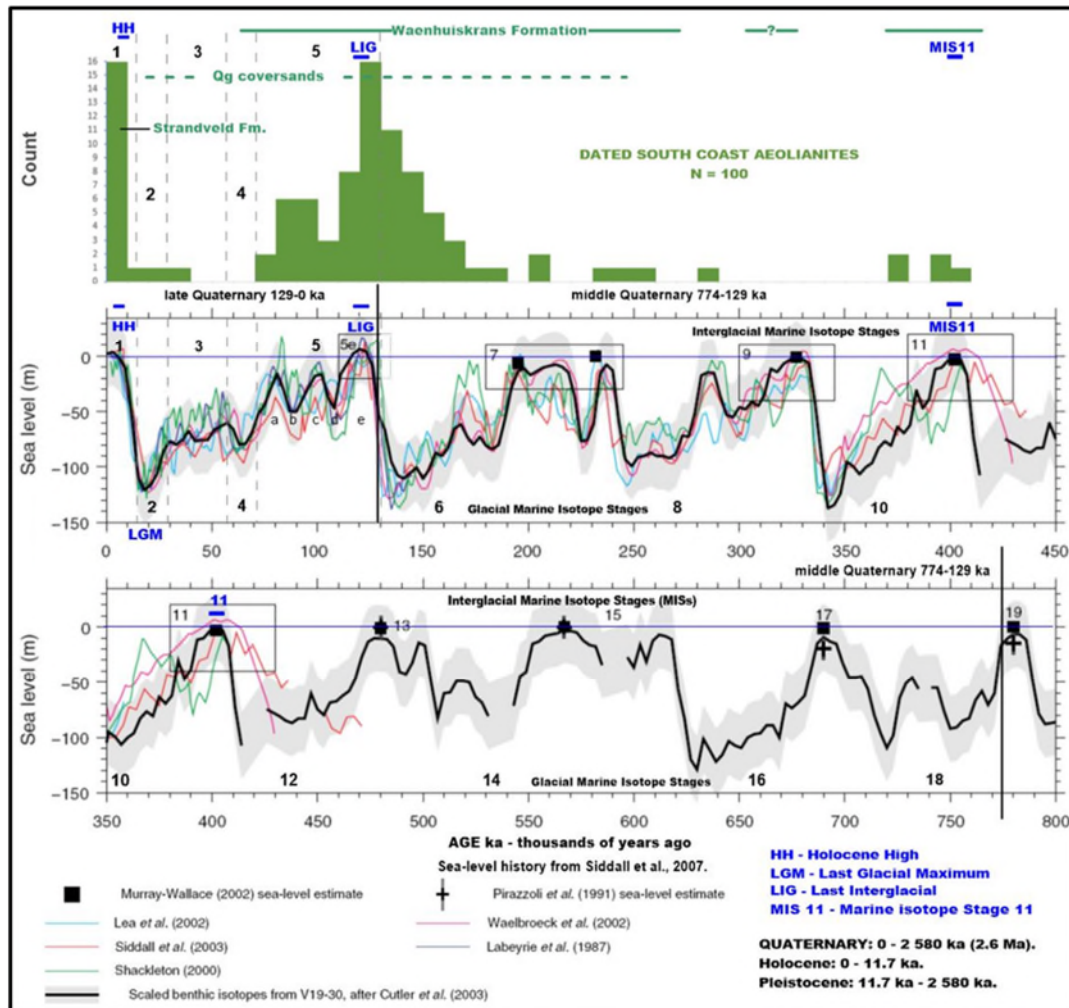 HH
Waenhuiskrans Formation
?
1
3
5
LIG
MIS11
Qg coversands
16
15
14
13
12
11
10
9
8
7
6
5
4
3
2
1
0
Count
Strandveld Fm.
DATED SOUTH COAST AEOLIANITES
N = 100
2
4
late Quaternary 129-0 ka
middle Quaternary 774-129 ka
HH
LIG
Interglacial Marine Isotope Stages
MIS11
1
3
5
5e
7
9
11
0
−50
−100
−150
Sea level (m)
a
b
c
d
e
2
4
6
Glacial Marine Isotope Stages
8
10
0
50
100
150
200
250
300
350
400
450
LGM
middle Quaternary 774-129 ka
11
Interglacial Marine Isotope Stages (MISs)
11
13
15
17
19
0
−50
−100
−150
Sea level (m)
10
12
14
Glacial Marine Isotope Stages
16
18
350
400
450
500
550
600
650
700
750
800
AGE ka - thousands of years ago
Sea-level history from Siddall et al., 2007.
Murray-Wallace (2002) sea-level estimate
Pirazzoli et al. (1991) sea-level estimate
Lea et al. (2002)
Waelbroeck et al. (2002)
Siddall et al. (2003)
Labeyrie et al. (1987)
Shackleton (2000)
Scaled benthic isotopes from V19-30, after Cutler et al. (2003)
HH - Holocene High
LGM - Last Glacial Maximum
LIG - Last Interglacial
MIS 11 - Marine isotope Stage 11
QUATERNARY: 0 - 2 580 ka (2.6 Ma).
Holocene: 0 - 11.7 ka.
Pleistocene: 11.7 ka - 2 580 ka.